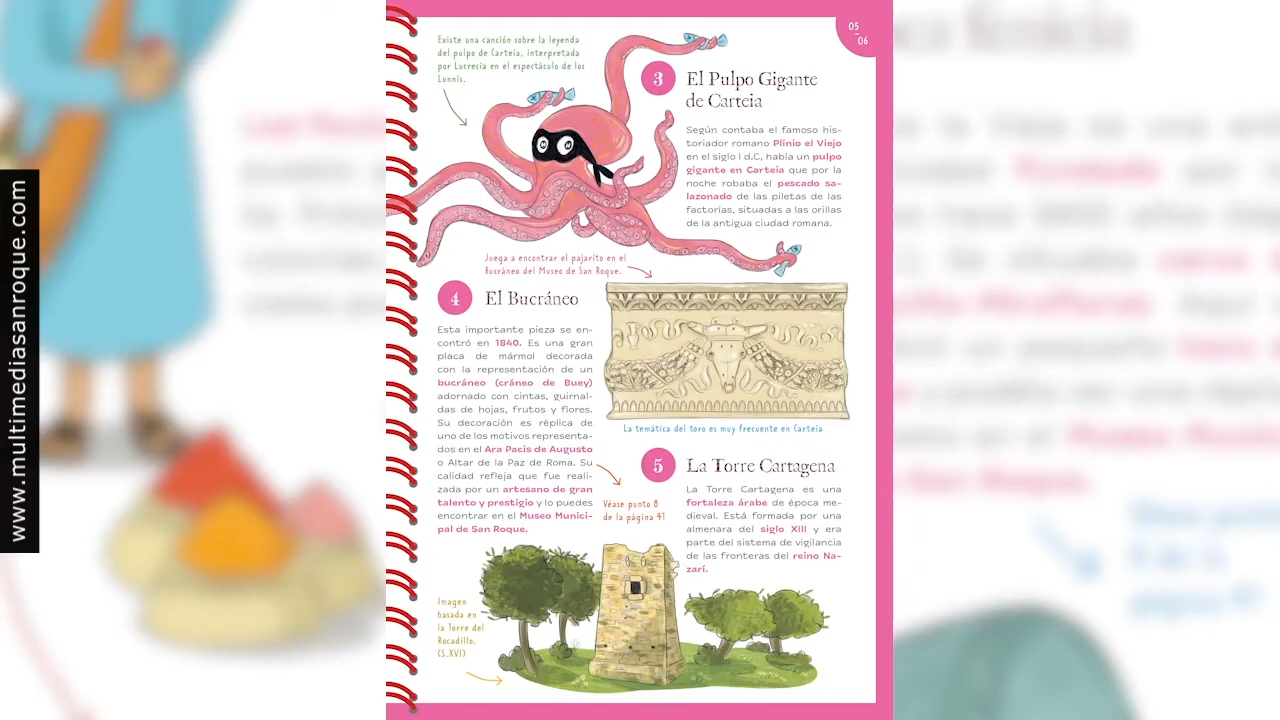 www.multimediasanroque.com
05
-
06
Existe una canción sobre la leyenda
del pulpo de Carteia, interpretada
por Lucrecia en el espectáculo de los
Lunnis.
3
El Pulpo Gigante
de Carteia
Según contaba el famoso his-
toriador romano Plinio el Viejo
en el siglo I d.C, había un pulpo
gigante en Carteia que por la
noche robaba el pescado sa-
lazonado de las piletas de las
factorías, situadas a las orillas
de la antigua ciudad romana.
Juega a encontrar el pajarito en el
Bucráneo del Museo de San Roque.
4
El Bucráneo
Esta importante pieza se en-
contró en 1840. Es una gran
placa de mármol decorada
con la representación de un
bucráneo (cráneo de Buey)
adornado con cintas, guirnal-
das de hojas, frutos y flores.
Su decoración es réplica de
uno de los motivos representa-
dos en el Ara Pacis de Augusto
o Altar de la Paz de Roma. Su
calidad refleja que fue reali-
zada por un artesano de gran
talento y prestigio y lo puedes
encontrar en el Museo Munici-
pal de San Roque.
La temática del toro es muy frecuente en Carteia
Véase punto 8
de la página 41
5
La Torre Cartagena
La Torre Cartagena es una
fortaleza árabe de época me-
dieval. Está formada por una
almenara del siglo XIII y era
parte del sistema de vigilancia
de las fronteras del reino Na-
zarí.
Imagen
basada en
la Torre del
Rocadillo.
(S.XVI)